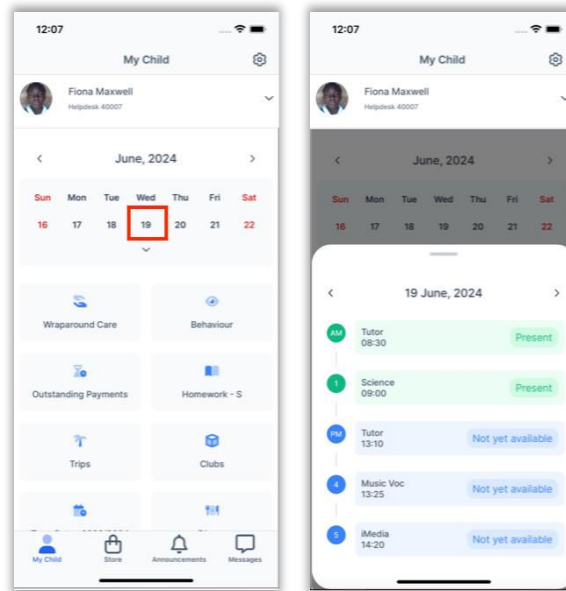 12:07
My Child
Fiona Maxwell
Helpdesk 40007
June, 2024
Sun Mon Tue Wed Thu Fri Sat
16 17 18 19 20 21 22
Wraparound Care
Behaviour
Outstanding Payments
Homework - S
Trips
Clubs
My Child
Store
Announcements
Messages
12:07
My Child
Fiona Maxwell
Helpdesk 40007
June, 2024
Sun Mon Tue Wed Thu Fri Sat
16 17 18 19 20 21 22
19 June, 2024
AM
Tutor
08:30
Present
1
Science
09:00
Present
PM
Tutor
13:10
Not yet available
4
Music Voc
13:25
Not yet available
5
iMedia
14:20
Not yet available